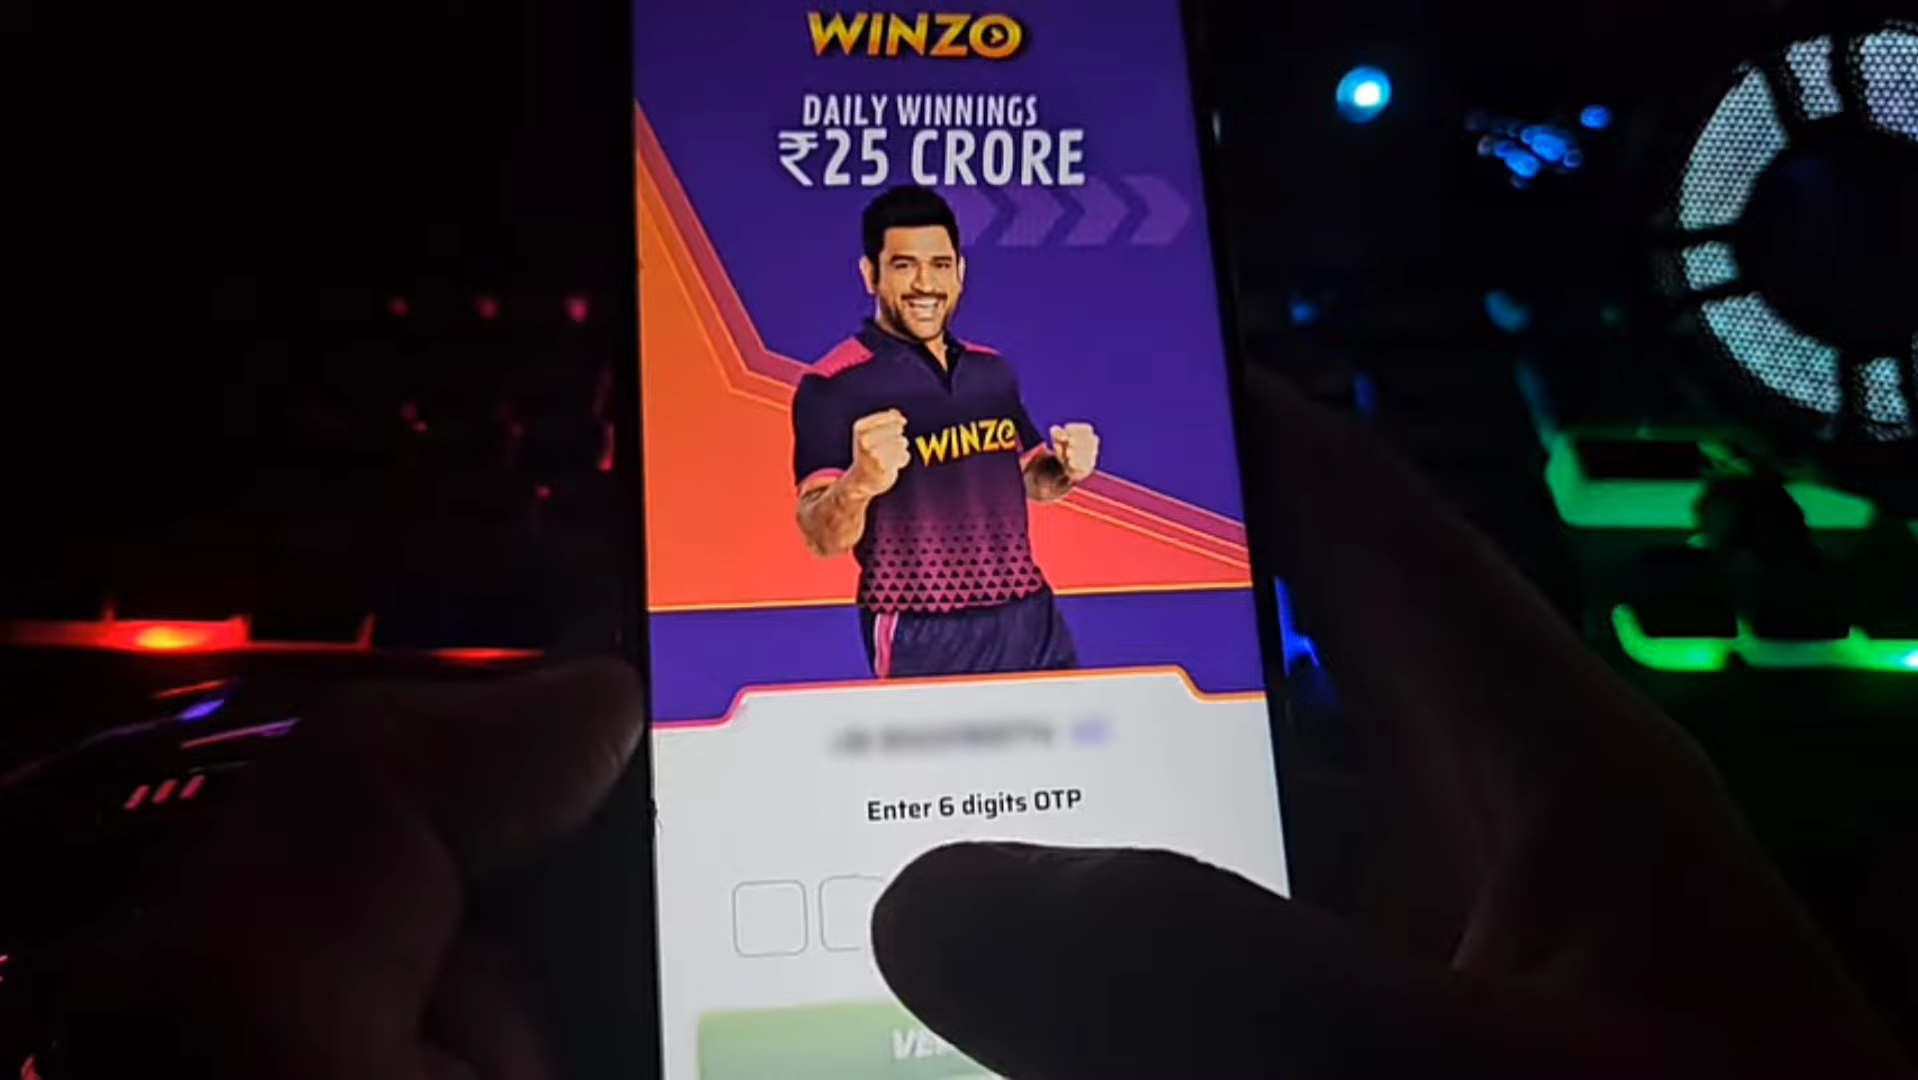 WINZO
DAILY WINNINGS
₹25 CRORE
WINZO
Enter 6 digits OTP